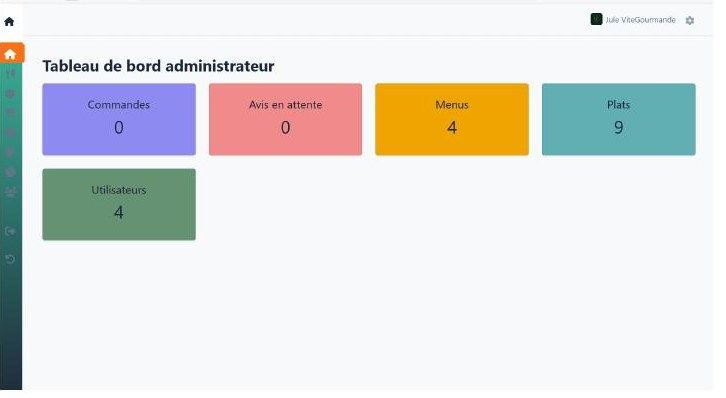 Jule ViteGourmande
Tableau de bord administrateur
Commandes
0
Avis en attente
0
Menus
4
Plats
9
Utilisateurs
4